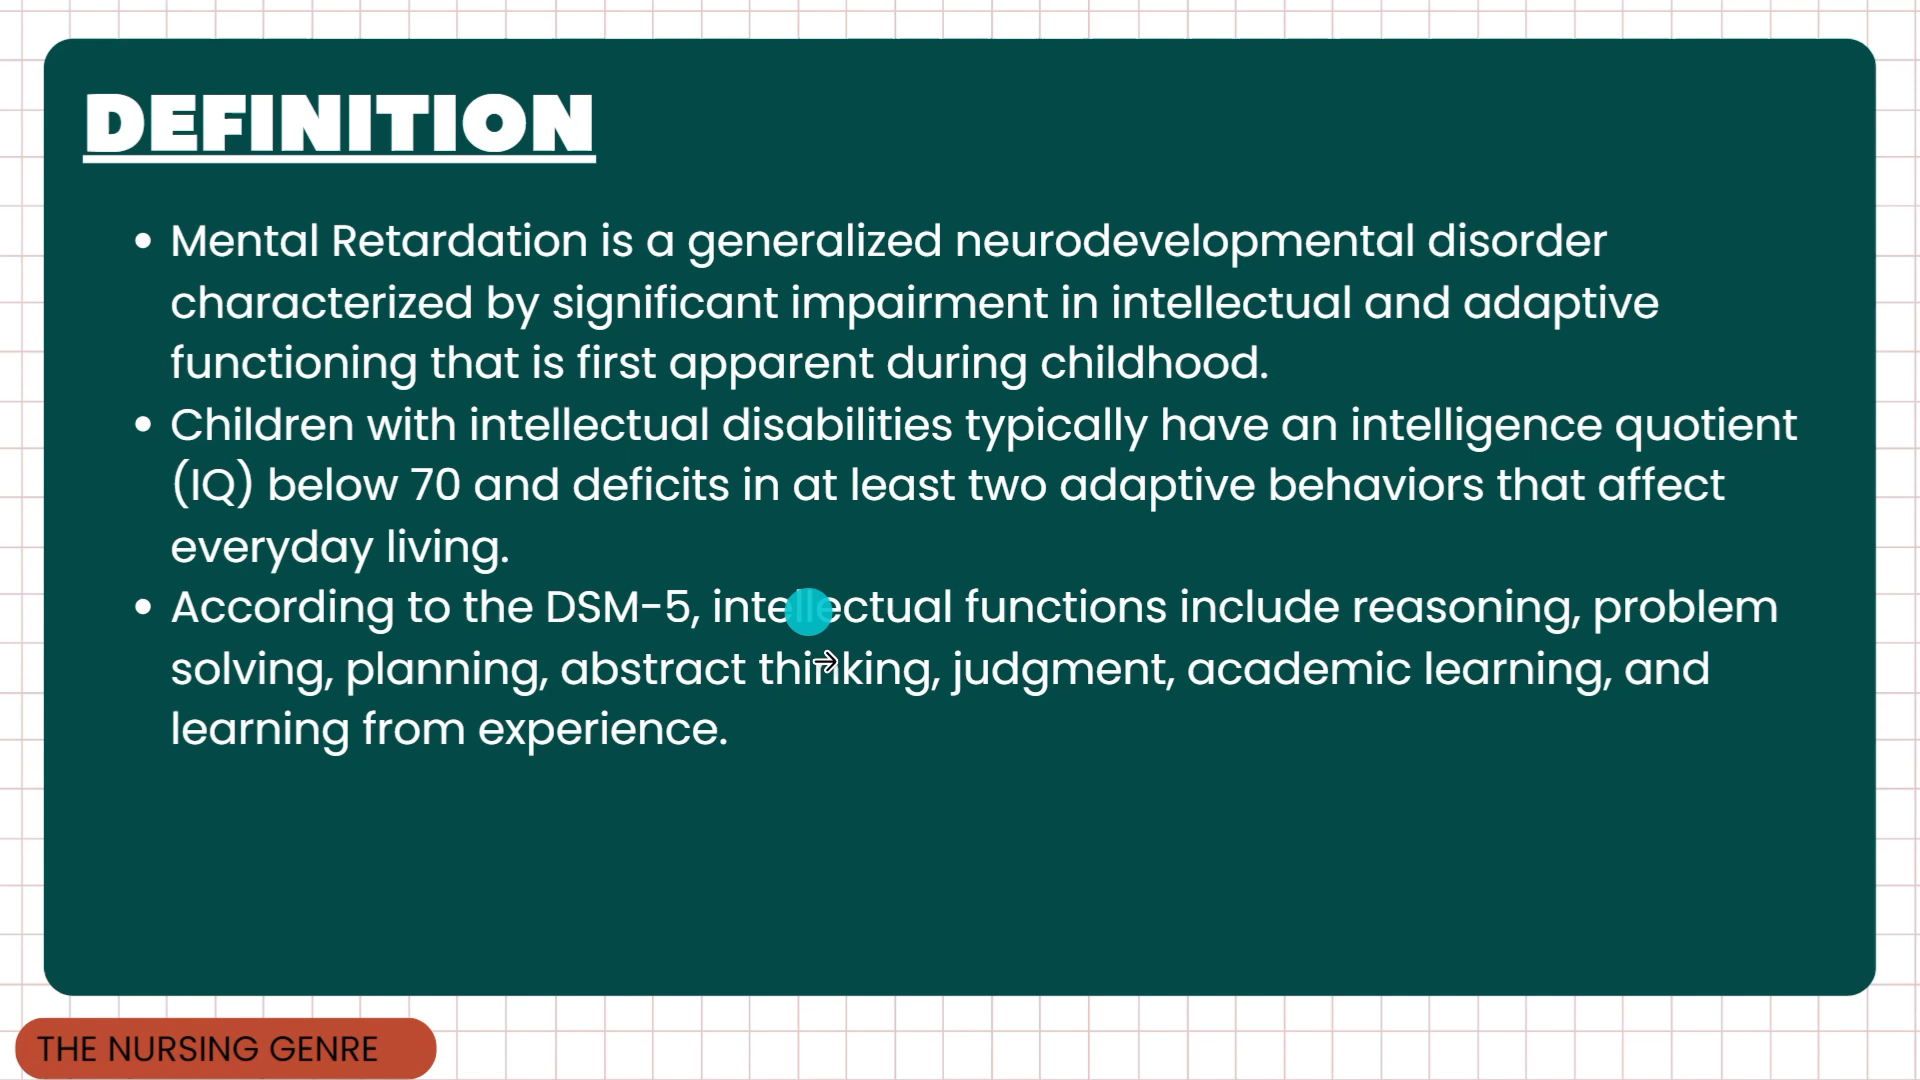 DEFINITION
• Mental Retardation is a generalized neurodevelopmental disorder
characterized by significant impairment in intellectual and adaptive
functioning that is first apparent during childhood.
• Children with intellectual disabilities typically have an intelligence quotient
(IQ) below 70 and deficits in at least two adaptive behaviors that affect
everyday living.
• According to the DSM-5, intellectual functions include reasoning, problem
solving, planning, abstract thinking, judgment, academic learning, and
learning from experience.
THE NURSING GENRE